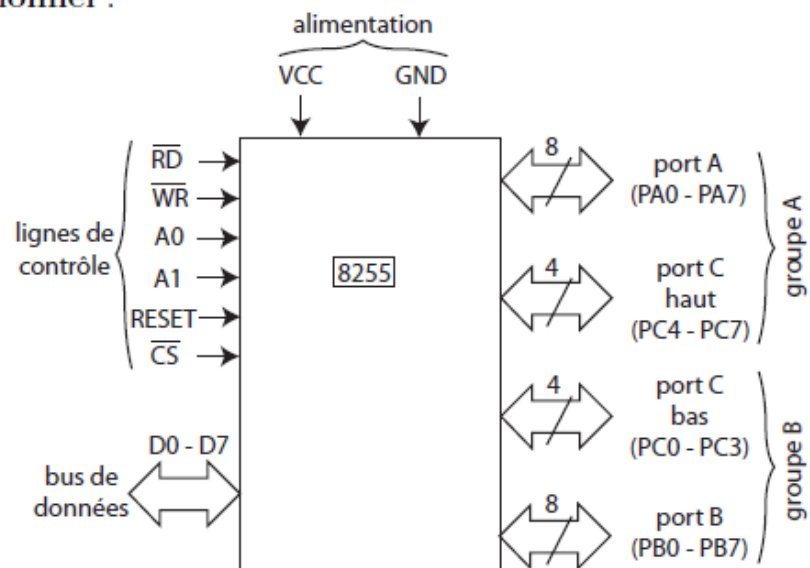 alimentation
VCC GND
RD
WR
A0
A1
RESET
CS
lignes de
contrôle
8255
D0 - D7
bus de
données
8
port A
(PA0 - PA7)
4
port C
haut
(PC4 - PC7)
groupe A
4
port C
bas
(PC0 - PC3)
8
port B
(PB0 - PB7)
groupe B